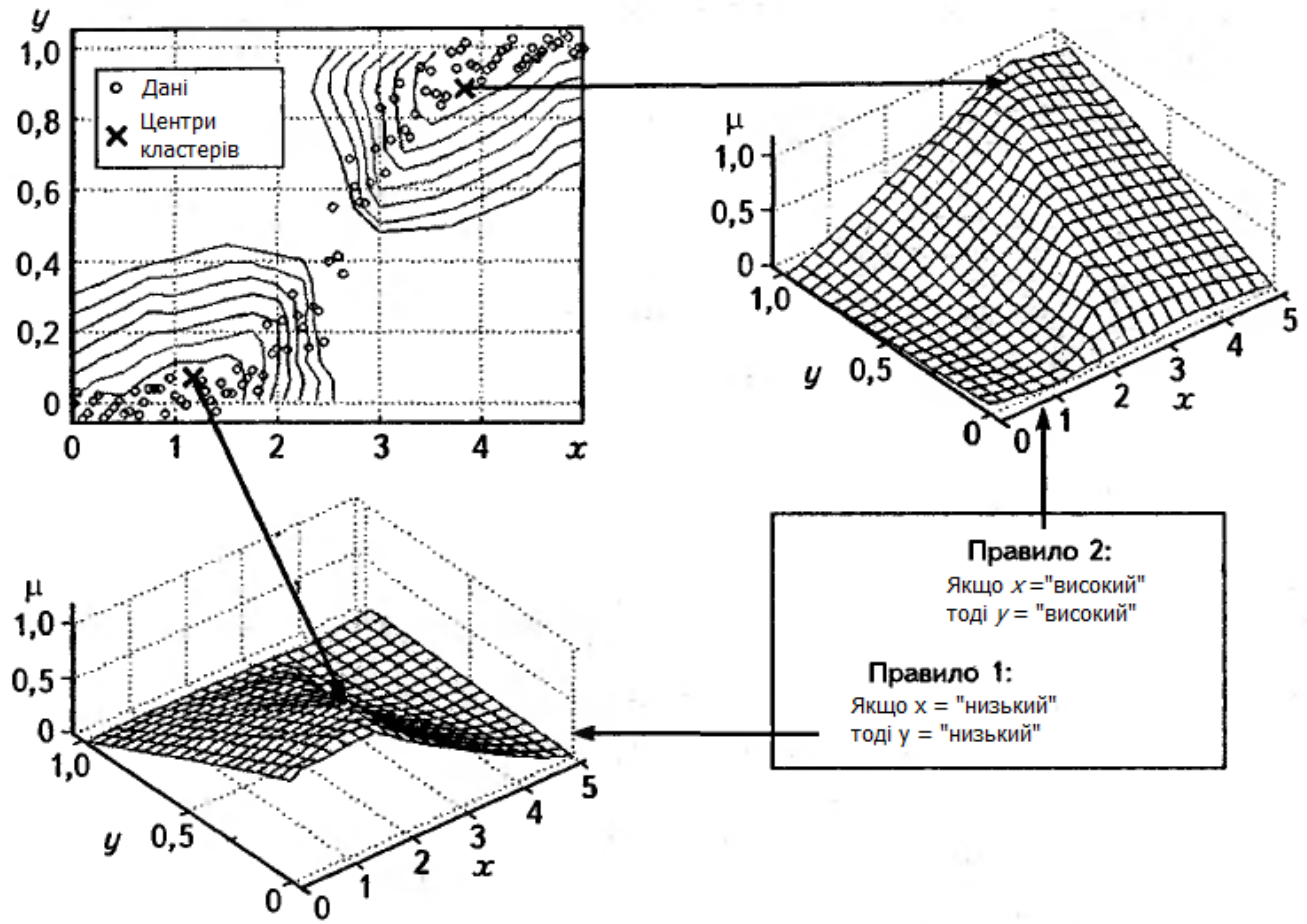 y
1,0
0,8
0,6
0,4
0,2
0
0 1 2 3 4 x
Дані
Центри
кластерів
μ
1,0
0,5
0
1,0
y 0,5
0
0 1 2 3 4 5
x
μ
1,0
0,5
0
1,0
y 0,5
0
0 1 2 3 4 5
x
Правило 2:
Якщо x ="високий"
тоді y = "високий"
Правило 1:
Якщо x = "низький"
тоді y = "низький"